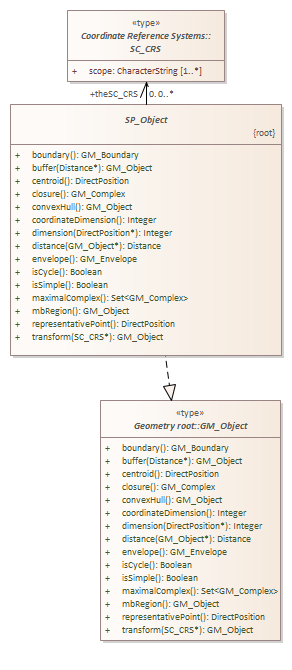 «type»
Coordinate Reference Systems::
SC_CRS
+ scope: CharacterString [1..*]
+theSC_CRS 0. 0..*
SP_Object
{root}
+ boundary(): GM_Boundary
+ buffer(Distance*): GM_Object
+ centroid(): DirectPosition
+ closure(): GM_Complex
+ convexHull(): GM_Object
+ coordinateDimension(): Integer
+ dimension(DirectPosition*): Integer
+ distance(GM_Object*): Distance
+ envelope(): GM_Envelope
+ isCycle(): Boolean
+ isSimple(): Boolean
+ maximalComplex(): Set<GM_Complex>
+ mbRegion(): GM_Object
+ representativePoint(): DirectPosition
+ transform(SC_CRS*): GM_Object
«type»
Geometry root::GM_Object
+ boundary(): GM_Boundary
+ buffer(Distance*): GM_Object
+ centroid(): DirectPosition
+ closure(): GM_Complex
+ convexHull(): GM_Object
+ coordinateDimension(): Integer
+ dimension(DirectPosition*): Integer
+ distance(GM_Object*): Distance
+ envelope(): GM_Envelope
+ isCycle(): Boolean
+ isSimple(): Boolean
+ maximalComplex(): Set<GM_Complex>
+ mbRegion(): GM_Object
+ representativePoint(): DirectPosition
+ transform(SC_CRS*): GM_Object